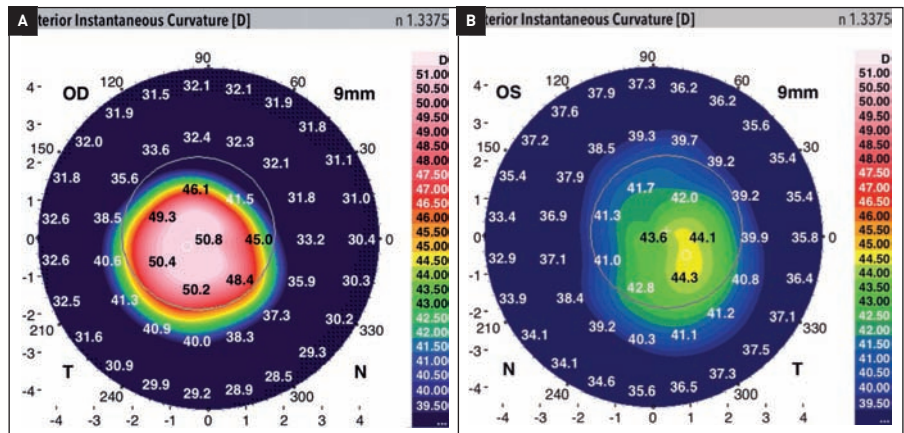 A
terior Instantaneous Curvature [D]
n 1.3375
OD
9mm
90
120 60
32.1
31.5 32.1
31.9 31.9
32.0 31.8
32.4 32.3
150 33.6 32.1 31.1 30
31.8 35.6 31.8 31.0
46.1 41.5
32.6 38.5 49.3
50.8 45.0 33.2 30.4 0
32.6 40.6 50.4
48.4 35.9 30.3
50.2
32.5 41.3 37.3 30.2
40.9 38.3
40.0
210 31.6 29.3 330
30.9 28.5
29.9 29.2 28.9
T N
240 300
4
3
2
1
0
-1
-2
-3
-4
-4 -3 -2 -1 0 1 2 3 4
D
51.00
50.50
50.00
49.50
49.00
48.50
48.00
47.50
47.00
46.50
46.00
45.50
45.00
44.50
44.00
43.50
43.00
42.50
42.00
41.50
41.00
40.50
40.00
39.50
...
B
terior Instantaneous Curvature [D]
n 1.3375
OS
9mm
90
120 60
37.3
37.9 36.2
37.6 36.2
37.2 35.6
39.3 39.7
150 38.5 39.2 35.4 30
35.4 37.9 39.2 35.4
41.7 42.0
33.4 36.9 41.3
43.6 44.1 39.9 35.8 0
32.9 37.1 41.0
44.3 40.8 36.4
42.8
33.9 38.4 41.2 37.1
39.2 41.1
40.3
210 34.1 37.5 330
34.1 37.3
34.6 35.6 36.5
N T
240 300
4
3
2
1
0
-1
-2
-3
-4
-4 -3 -2 -1 0 1 2 3 4
D
51.00
50.50
50.00
49.50
49.00
48.50
48.00
47.50
47.00
46.50
46.00
45.50
45.00
44.50
44.00
43.50
43.00
42.50
42.00
41.50
41.00
40.50
40.00
39.50
...